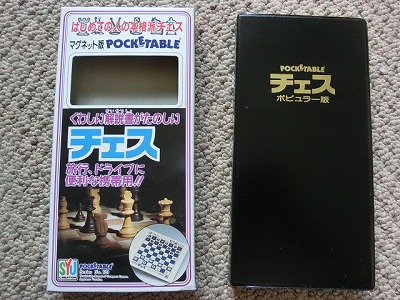 はじめての人の本格派チェス
マグネット版 POCKETABLE
くわしい解説書がたのしい
チェス
旅行、ドライブに
便利な携帯用!!
SYU
POCKETABLE
POCKETABLE
チェス
ポピュラー版